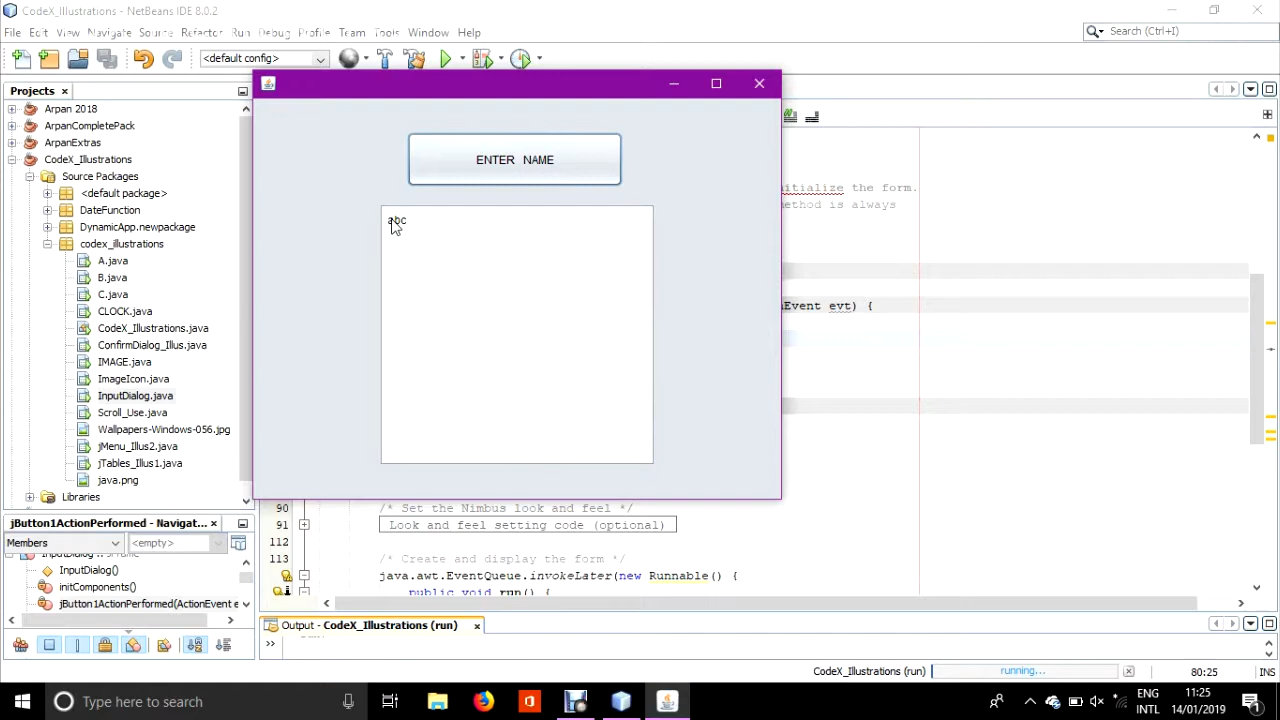 CodeX_Illustrations - NetBeans IDE 8.0.2
File Edit View Navigate Source Refactor Run Debug Profile Team Tools Window Help
Search (Ctrl+I)
<default config>
Projects
Arpan 2018
ArpanCompletePack
ArpanExtras
CodeX_Illustrations
Source Packages
<default package>
DateFunction
DynamicApp.newpackage
codex_illustrations
A.java
B.java
C.java
CLOCK.java
CodeX_Illustrations.java
ConfirmDialog_Illus.java
IMAGE.java
ImageIcon.java
InputDialog.java
Scroll_Use.java
Wallpapers-Windows-056.jpg
jMenu_Illus2.java
jTables_Illus1.java
java.png
Libraries
ENTER NAME
abc
nitialize the form.
method is always
nEvent evt) {
90 /* Set the Nimbus look and feel */
91 Look and feel setting code (optional)
112
113 /* Create and display the form */
java.awt.EventQueue.invokeLater(new Runnable() {
public void run() {
jButton1ActionPerformed - Navigat...
Members
<empty>
InputDialog :: JFrame
InputDialog()
initComponents()
jButton1ActionPerformed(ActionEvent e
Output - CodeX_Illustrations (run)
CodeX_Illustrations (run)
running...
80:25
INS
Type here to search
ENG
INTL
11:25
14/01/2019